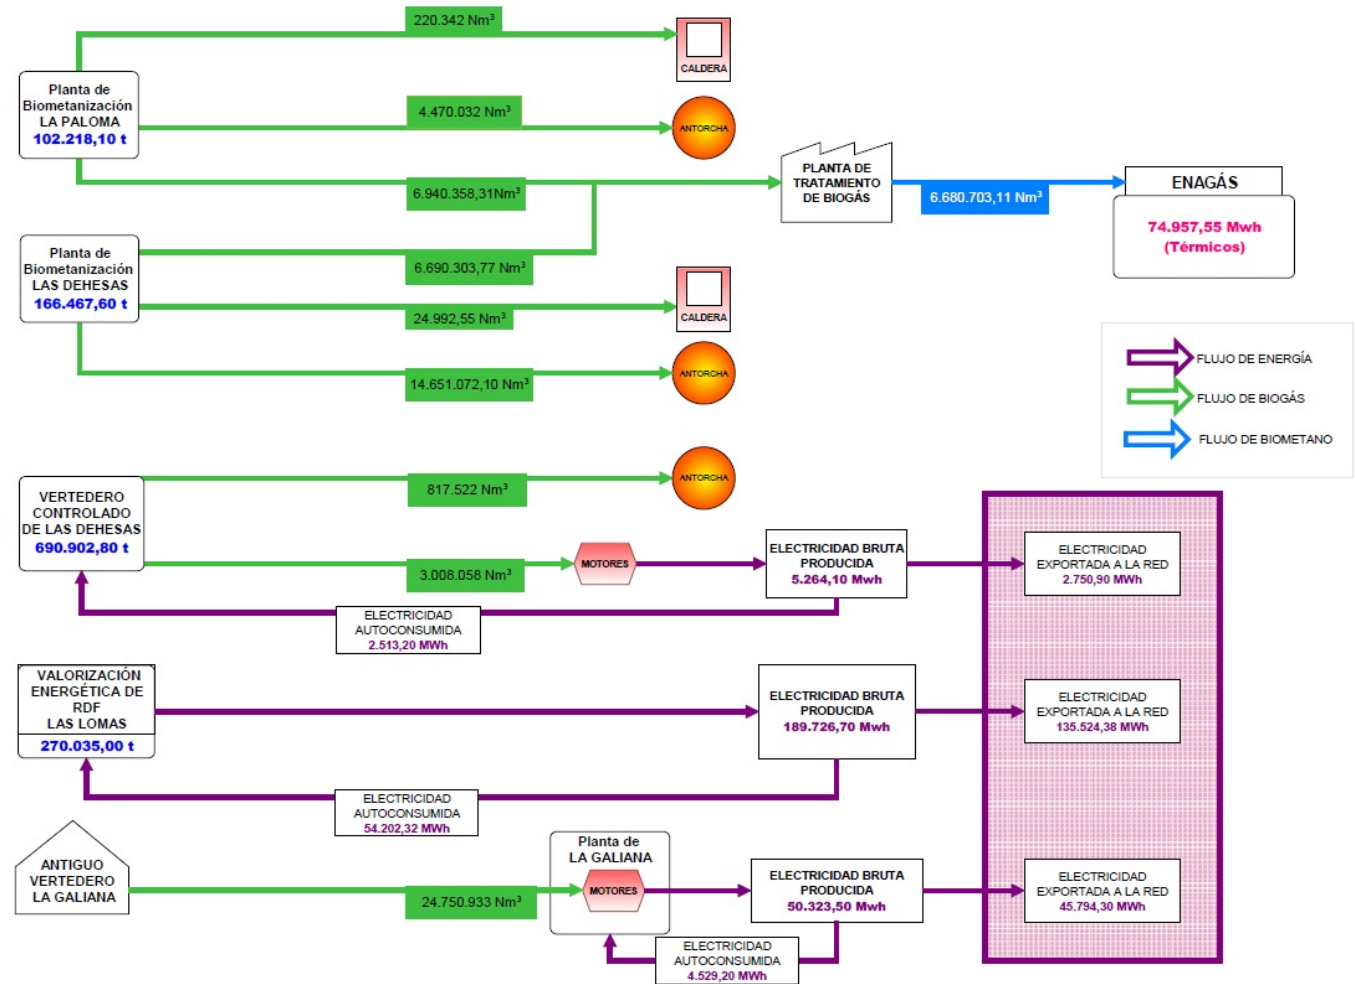 220.342 Nm³
CALDERA
Planta de
Biometanización
LA PALOMA
102.218,10 t
4.470.032 Nm³
ANTORCHA
6.940.358,31Nm³
PLANTA DE
TRATAMIENTO
DE BIOGÁS
6.680.703,11 Nm³
ENAGÁS
74.957,55 Mwh
(Térmicos)
Planta de
Biometanización
LAS DEHESAS
166.467,60 t
6.690.303,77 Nm³
24.992,55 Nm³
CALDERA
14.651.072,10 Nm³
ANTORCHA
FLUJO DE ENERGÍA
FLUJO DE BIOGÁS
FLUJO DE BIOMETANO
VERTEDERO
CONTROLADO
DE LAS DEHESAS
690.902,80 t
817.522 Nm³
ANTORCHA
3.008.058 Nm³
MOTORES
ELECTRICIDAD BRUTA
PRODUCIDA
5.264,10 Mwh
ELECTRICIDAD
EXPORTADA A LA RED
2.750,90 MWh
ELECTRICIDAD
AUTOCONSUMIDA
2.513,20 MWh
VALORIZACIÓN
ENERGÉTICA DE
RDF
LAS LOMAS
270.035,00 t
ELECTRICIDAD BRUTA
PRODUCIDA
189.726,70 Mwh
ELECTRICIDAD
EXPORTADA A LA RED
135.524,38 MWh
ELECTRICIDAD
AUTOCONSUMIDA
54.202,32 MWh
ANTIGUO
VERTEDERO
LA GALIANA
24.750.933 Nm³
Planta de
LA GALIANA
MOTORES
ELECTRICIDAD BRUTA
PRODUCIDA
50.323,50 Mwh
ELECTRICIDAD
EXPORTADA A LA RED
45.794,30 MWh
ELECTRICIDAD
AUTOCONSUMIDA
4.529,20 MWh